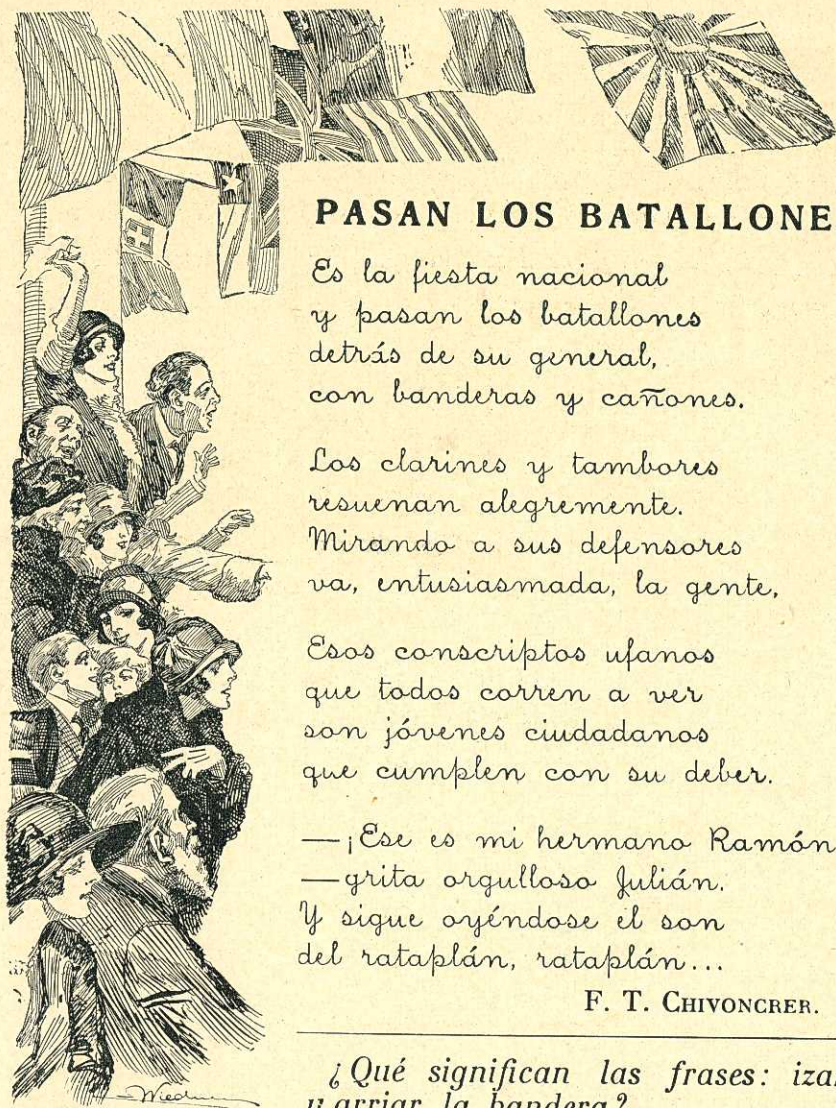 PASAN LOS BATALLONE
Es la fiesta nacional
y pasan los batallones
detrás de su general,
con banderas y cañones.
Los clarines y tambores
resuenan alegremente.
Mirando a sus defensores
va, entusiasmada, la gente.
Esos conscriptos ufanos
que todos corren a ver
son jóvenes ciudadanos
que cumplen con su deber.
—¡Ese es mi hermano Ramón
—grita orgulloso Julián.
Y sigue oyéndose el son
del rataplán, rataplán...
F. T. CHIVONCRER.
¿Qué significan las frases: iza
y arriar la bandera?